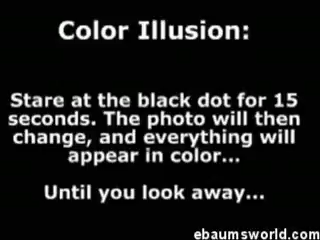 Color Illusion:
Stare at the black dot for 15
seconds. The photo will then
change, and everything will
appear in color...
Until you look away...
ebaumsworld.com